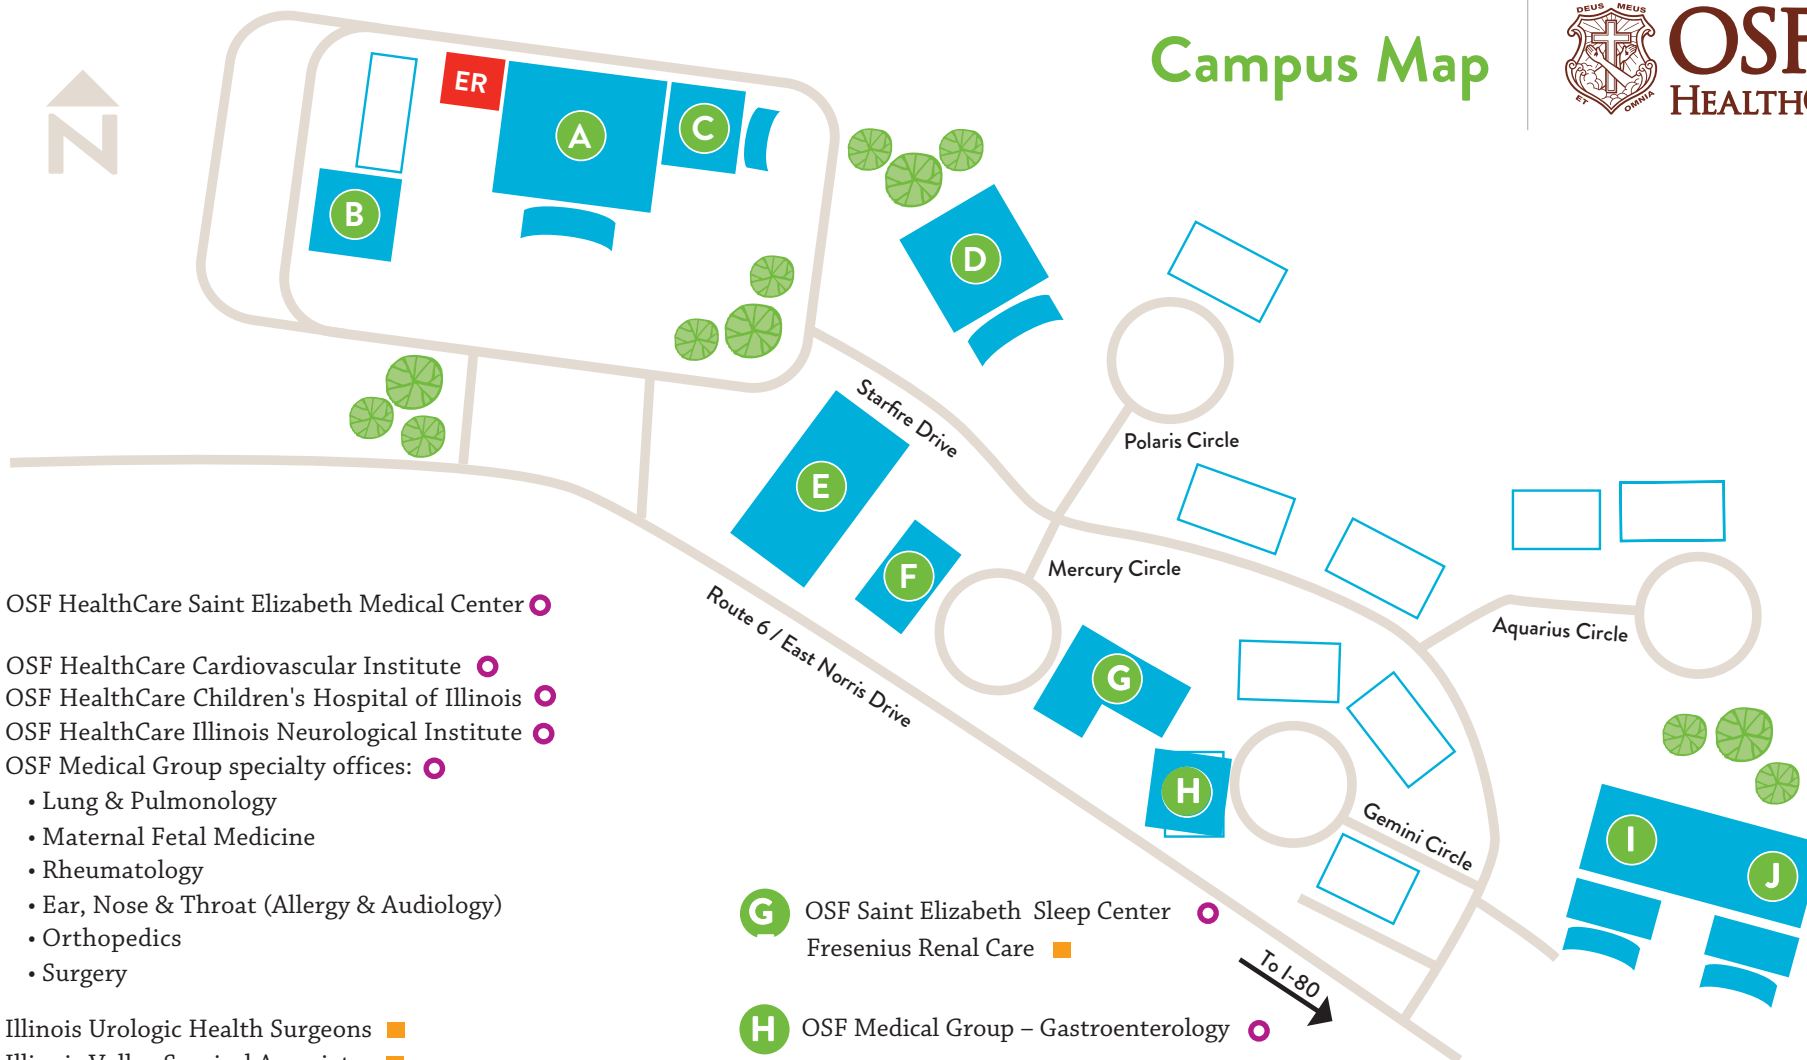 Campus Map
DEUS MEUS
ET OMNIA
OSF
HEALTH
N
ER
A
C
B
D
E
F
G
H
I
J
Starfire Drive
Polaris Circle
Mercury Circle
Aquarius Circle
Route 6 / East Norris Drive
Gemini Circle
To I-80
OSF HealthCare Saint Elizabeth Medical Center
OSF HealthCare Cardiovascular Institute
OSF HealthCare Children's Hospital of Illinois
OSF HealthCare Illinois Neurological Institute
OSF Medical Group specialty offices:
• Lung & Pulmonology
• Maternal Fetal Medicine
• Rheumatology
• Ear, Nose & Throat (Allergy & Audiology)
• Orthopedics
• Surgery
Illinois Urologic Health Surgeons
G OSF Saint Elizabeth Sleep Center
Fresenius Renal Care
H OSF Medical Group – Gastroenterology